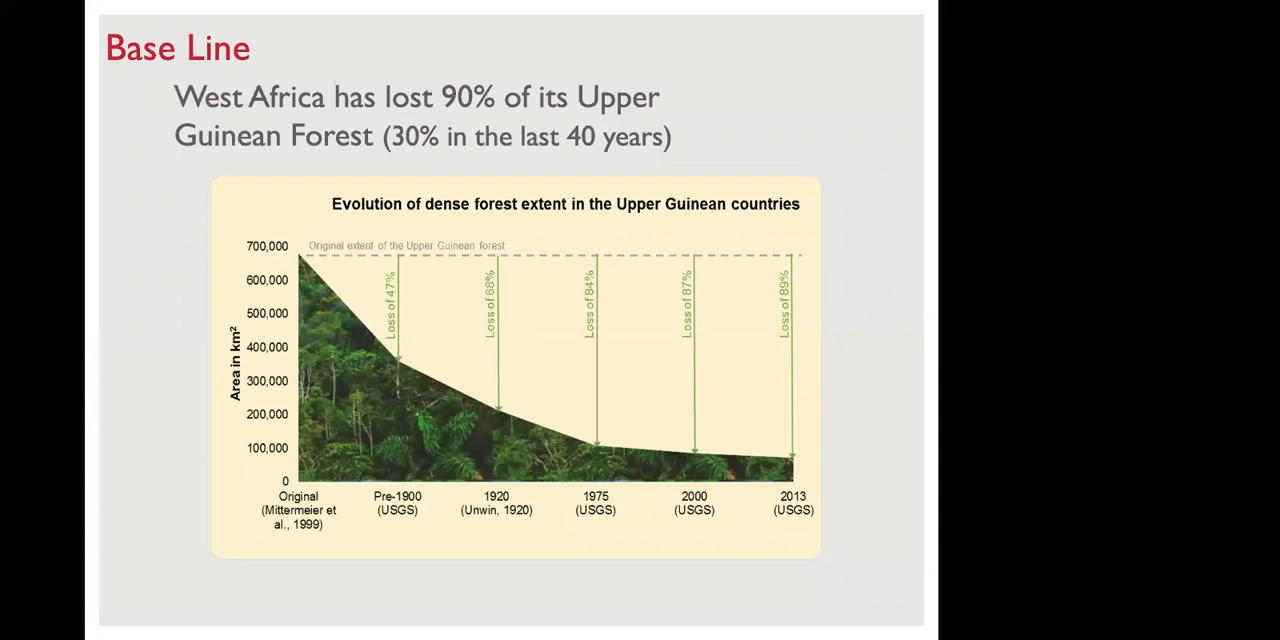 Base Line
West Africa has lost 90% of its Upper
Guinean Forest (30% in the last 40 years)
Evolution of dense forest extent in the Upper Guinean countries
Original extent of the Upper Guinean forest
Area in km²
700,000
600,000
500,000
400,000
300,000
200,000
100,000
0
Loss of 47%
Loss of 68%
Loss of 84%
Loss of 87%
Loss of 89%
Original
(Mittermeier et
al., 1999)
Pre-1900
(USGS)
1920
(Unwin, 1920)
1975
(USGS)
2000
(USGS)
2013
(USGS)